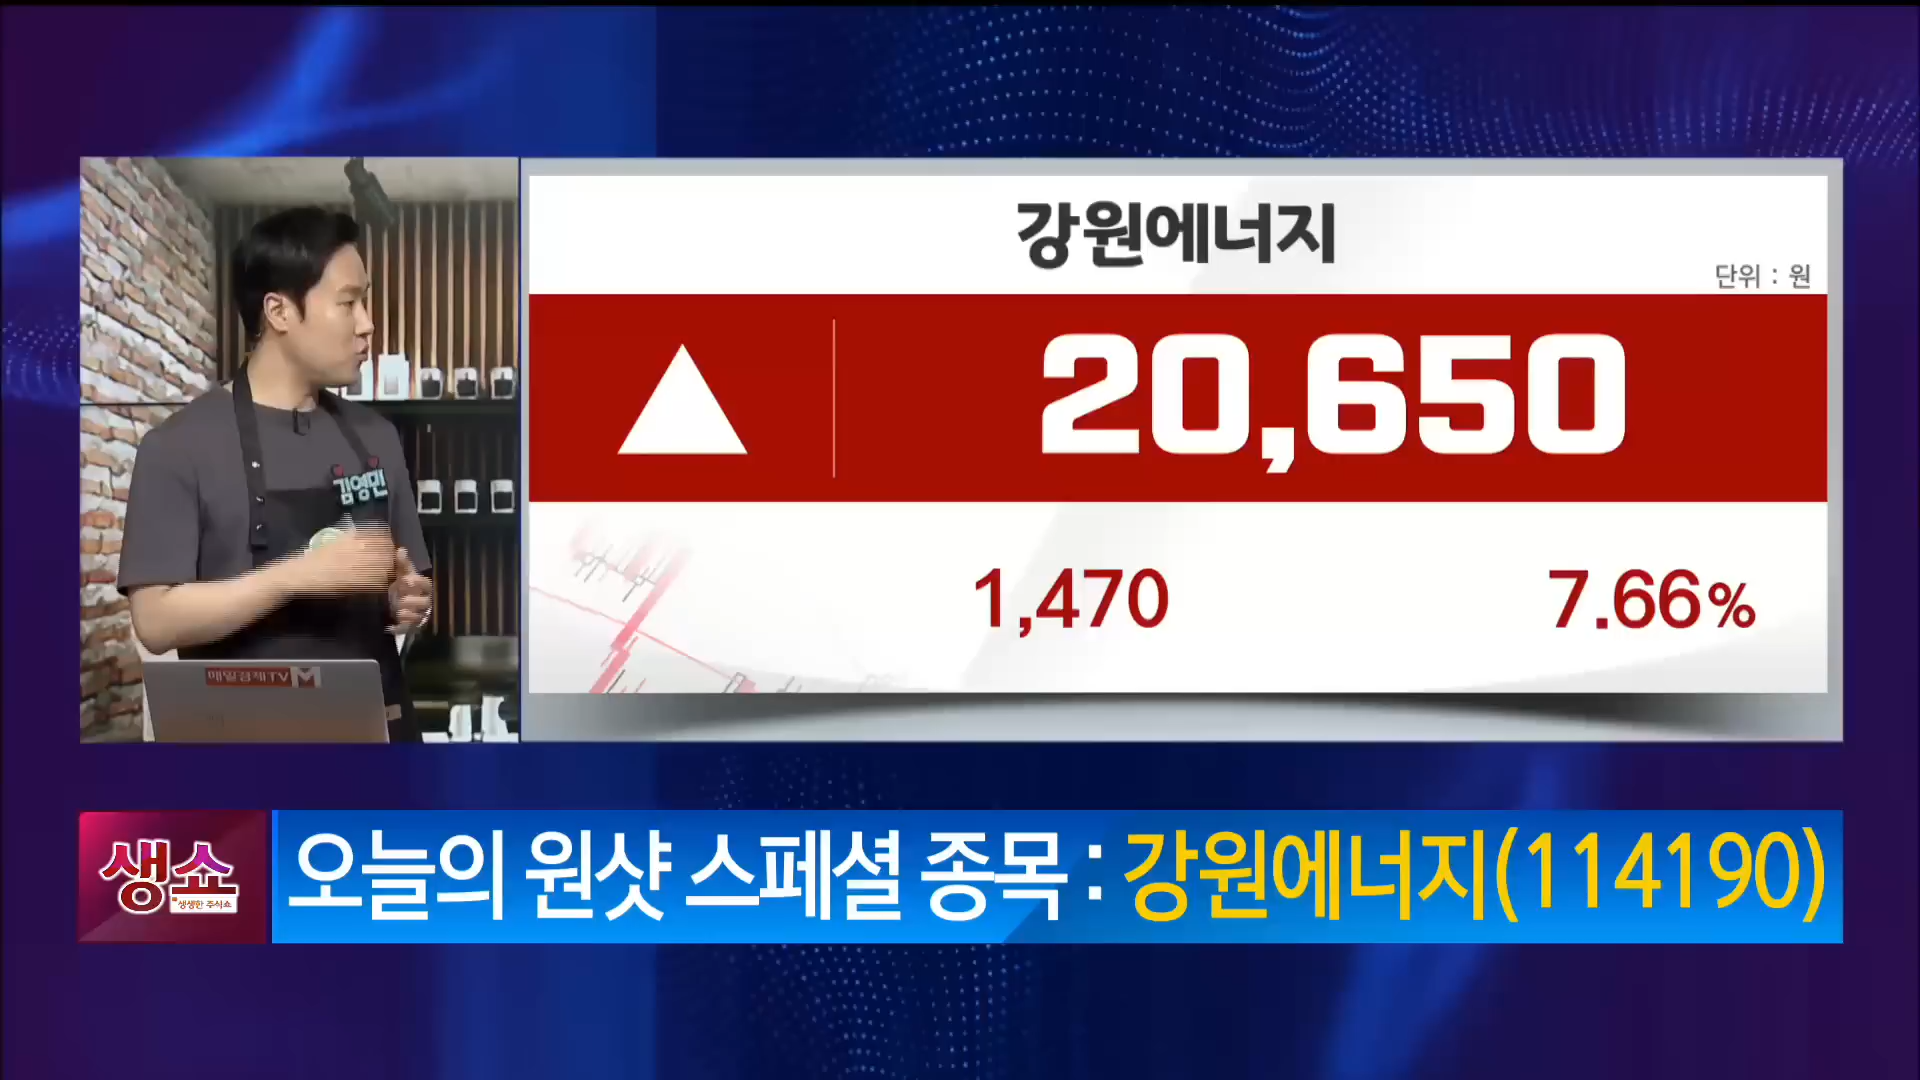 강원에너지
단위 : 원
▲ 20,650
1,470 7.66%
김영민
매일경제TV M
생쇼
생생한 주식쇼
오늘의 원샷 스페셜 종목 : 강원에너지(114190)